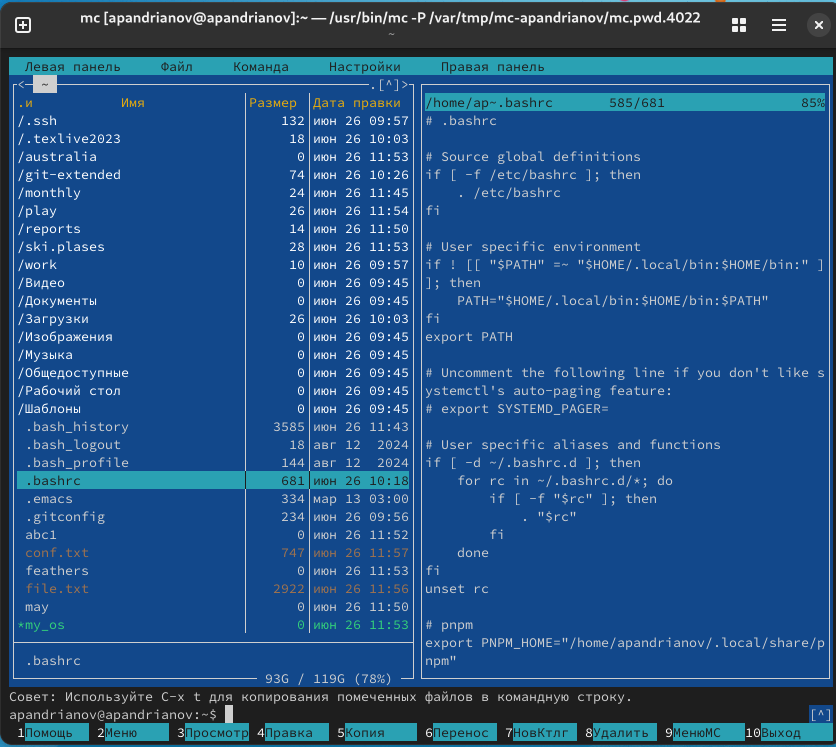 mc [apandrianov@apandrianov]:~ — /usr/bin/mc -P /var/tmp/mc-apandrianov/mc.pwd.4022
~
Левая панель Файл Команда Настройки Правая панель
<─ ~ ─.[^]>
.и Имя Размер Дата правки
/.ssh 132 июн 26 09:57
/.texlive2023 18 июн 26 10:03
/australia 0 июн 26 11:53
/git-extended 74 июн 26 10:26
/monthly 24 июн 26 11:45
/play 26 июн 26 11:54
/reports 14 июн 26 11:50
/ski.plases 28 июн 26 11:53
/work 10 июн 26 09:57
/Видео 0 июн 26 09:45
/Документы 0 июн 26 09:45
/Загрузки 26 июн 26 10:03
/Изображения 0 июн 26 09:45
/Музыка 0 июн 26 09:45
/Общедоступные 0 июн 26 09:45
/Рабочий стол 0 июн 26 09:45
/Шаблоны 0 июн 26 09:45
.bash_history 3585 июн 26 11:43
.bash_logout 18 авг 12 2024
.bash_profile 144 авг 12 2024
.bashrc 681 июн 26 10:18
.emacs 334 мар 13 03:00
.gitconfig 234 июн 26 09:56
abc1 0 июн 26 11:52
conf.txt 747 июн 26 11:57
feathers 0 июн 26 11:53
file.txt 2922 июн 26 11:56
may 0 июн 26 11:50
*my_os 0 июн 26 11:53
.bashrc
93G / 119G (78%)
/home/ap~.bashrc 585/681 85%
# .bashrc
# Source global definitions
if [ -f /etc/bashrc ]; then
. /etc/bashrc
fi
# User specific environment
if ! [[ "$PATH" =~ "$HOME/.local/bin:$HOME/bin:" ]
]; then
PATH="$HOME/.local/bin:$HOME/bin:$PATH"
fi
export PATH
# Uncomment the following line if you don't like s
ystemctl's auto-paging feature:
# export SYSTEMD_PAGER=
# User specific aliases and functions
if [ -d ~/.bashrc.d ]; then
for rc in ~/.bashrc.d/*; do
if [ -f "$rc" ]; then
. "$rc"
fi
done
fi
unset rc
# pnpm
export PNPM_HOME="/home/apandrianov/.local/share/p
npm"
Совет: Используйте C-x t для копирования помеченных файлов в командную строку.
apandrianov@apandrianov:~$ [^]
1Помощь 2Меню 3Просмотр 4Правка 5Копия 6Перенос 7НовКтлг 8Удалить 9МенюMC 10Выход